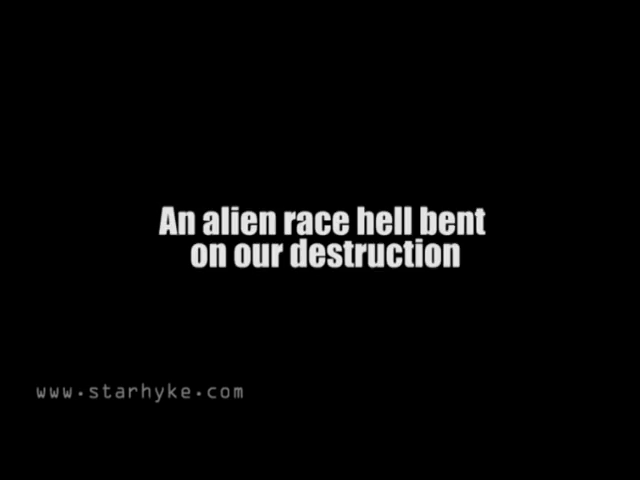 An alien race hell bent
on our destruction
www.starhyke.com